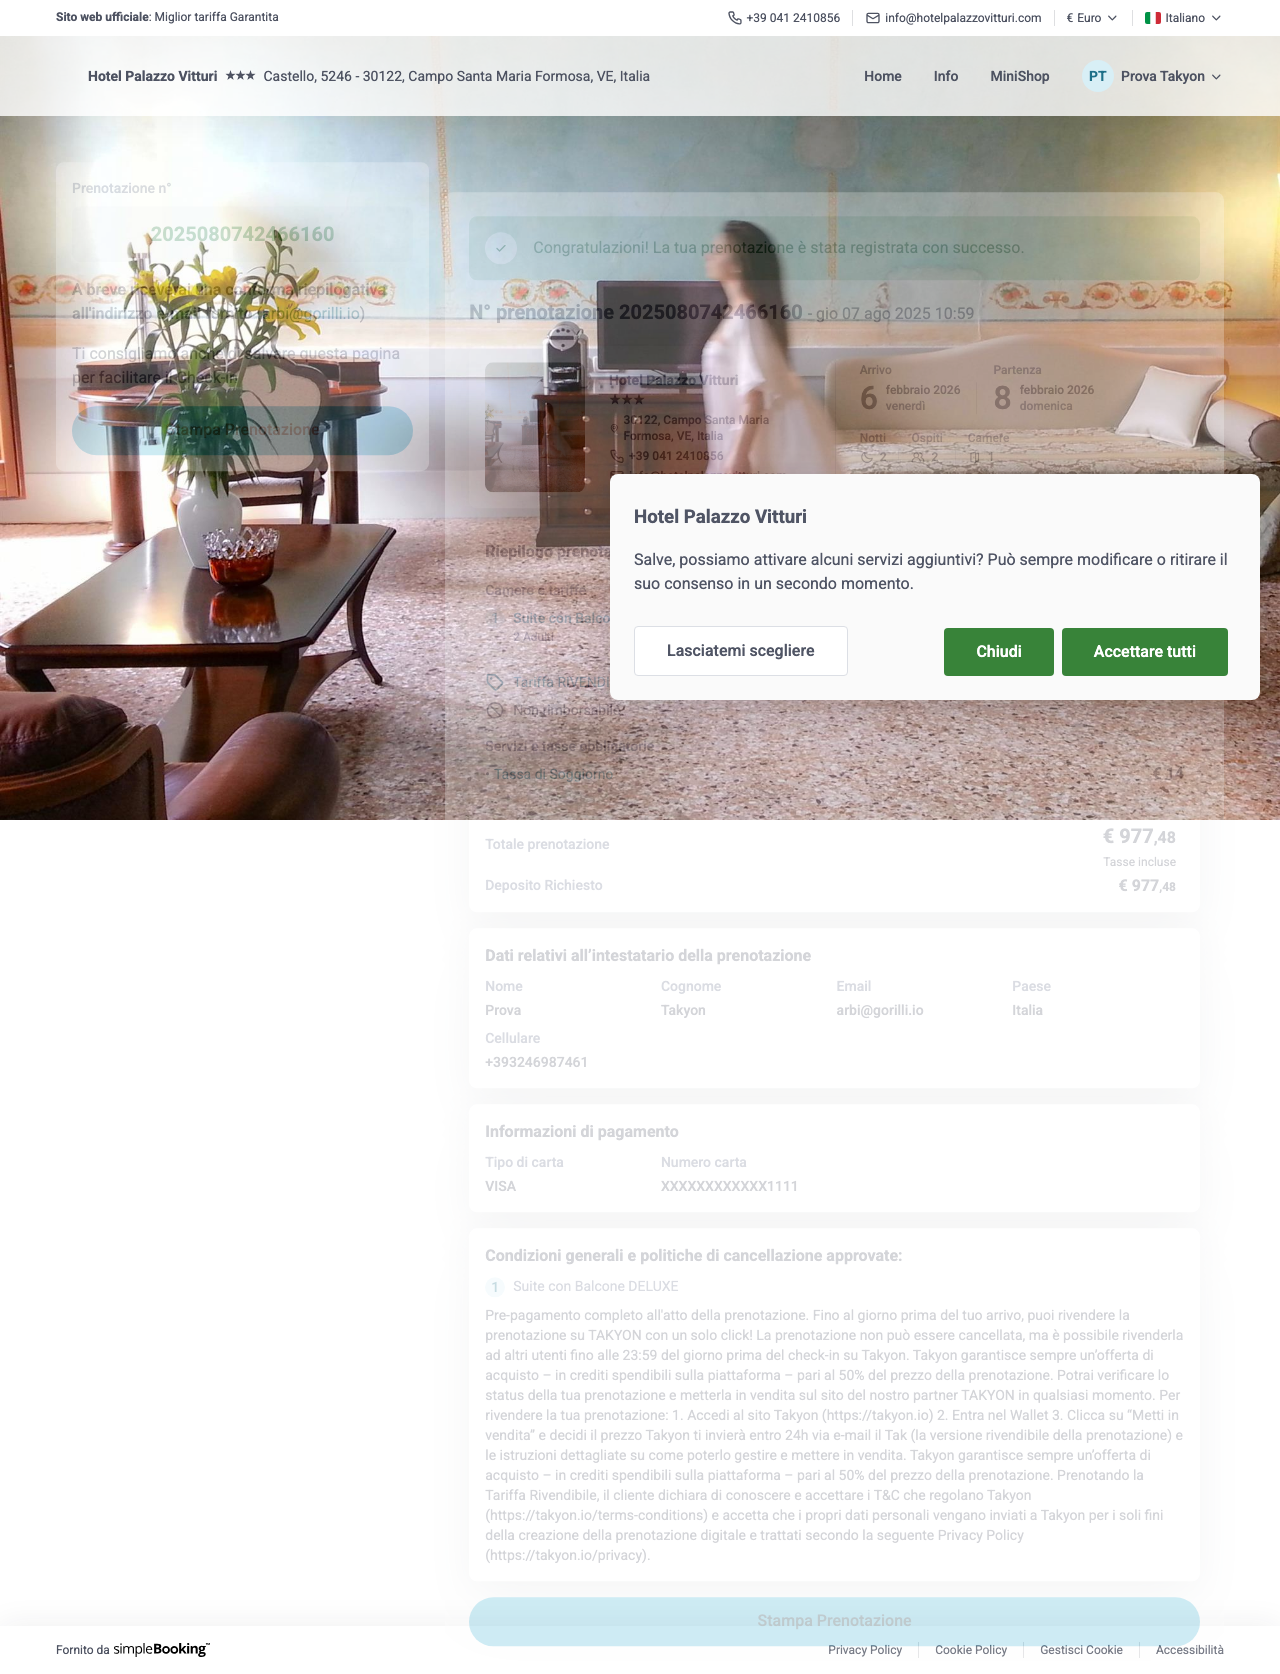 Sito web ufficiale: Miglior tariffa Garantita
+39 041 2410856
info@hotelpalazzovitturi.com
€ Euro
Italiano
Hotel Palazzo Vitturi ★★★ Castello, 5246 - 30122, Campo Santa Maria Formosa, VE, Italia
Home
Info
MiniShop
PT Prova Takyon
Prenotazione n°
2025080742466160
A breve riceverai una conferma riepilogativa
all'indirizzo email fornito (arbi@gorilli.io)
Ti consigliamo anche di salvare questa pagina
per facilitare il check-in
Stampa Prenotazione
Congratulazioni! La tua prenotazione è stata registrata con successo.
N° prenotazione 2025080742466160 - gio 07 ago 2025 10:59
Hotel Palazzo Vitturi
★★★
30122, Campo Santa Maria
Formosa, VE, Italia
+39 041 2410856
Arrivo
6 febbraio 2026
venerdì
Partenza
8 febbraio 2026
domenica
Notti
2
Ospiti
2
Camere
1
Hotel Palazzo Vitturi
Salve, possiamo attivare alcuni servizi aggiuntivi? Può sempre modificare o ritirare il
suo consenso in un secondo momento.
Lasciatemi scegliere
Chiudi
Accettare tutti
Riepilogo prenota
Camere e tariffe
1 Suite con Balco
2 Adulti
Tariffa RIVENDI
Non rimborsabile
Servizi e tasse obbligatorie
· Tassa di Soggiorno
€ 14
Totale prenotazione
€ 977,48
Tasse incluse
Deposito Richiesto
€ 977,48
Dati relativi all’intestatario della prenotazione
Nome
Prova
Cognome
Takyon
Email
arbi@gorilli.io
Paese
Italia
Cellulare
+393246987461
Informazioni di pagamento
Tipo di carta
VISA
Numero carta
XXXXXXXXXXXX1111
Condizioni generali e politiche di cancellazione approvate:
1 Suite con Balcone DELUXE
Pre-pagamento completo all'atto della prenotazione. Fino al giorno prima del tuo arrivo, puoi rivendere la
prenotazione su TAKYON con un solo click! La prenotazione non può essere cancellata, ma è possibile rivenderla
ad altri utenti fino alle 23:59 del giorno prima del check-in su Takyon. Takyon garantisce sempre un’offerta di
acquisto – in crediti spendibili sulla piattaforma – pari al 50% del prezzo della prenotazione. Potrai verificare lo
status della tua prenotazione e metterla in vendita sul sito del nostro partner TAKYON in qualsiasi momento. Per
rivendere la tua prenotazione: 1. Accedi al sito Takyon (https://takyon.io) 2. Entra nel Wallet 3. Clicca su “Metti in
vendita” e decidi il prezzo Takyon ti invierà entro 24h via e-mail il Tak (la versione rivendibile della prenotazione) e
le istruzioni dettagliate su come poterlo gestire e mettere in vendita. Takyon garantisce sempre un’offerta di
acquisto – in crediti spendibili sulla piattaforma – pari al 50% del prezzo della prenotazione. Prenotando la
Tariffa Rivendibile, il cliente dichiara di conoscere e accettare i T&C che regolano Takyon
(https://takyon.io/terms-conditions) e accetta che i propri dati personali vengano inviati a Takyon per i soli fini
della creazione della prenotazione digitale e trattati secondo la seguente Privacy Policy
(https://takyon.io/privacy).
Stampa Prenotazione
Fornito da simpleBooking™
Privacy Policy
Cookie Policy
Gestisci Cookie
Accessibilità